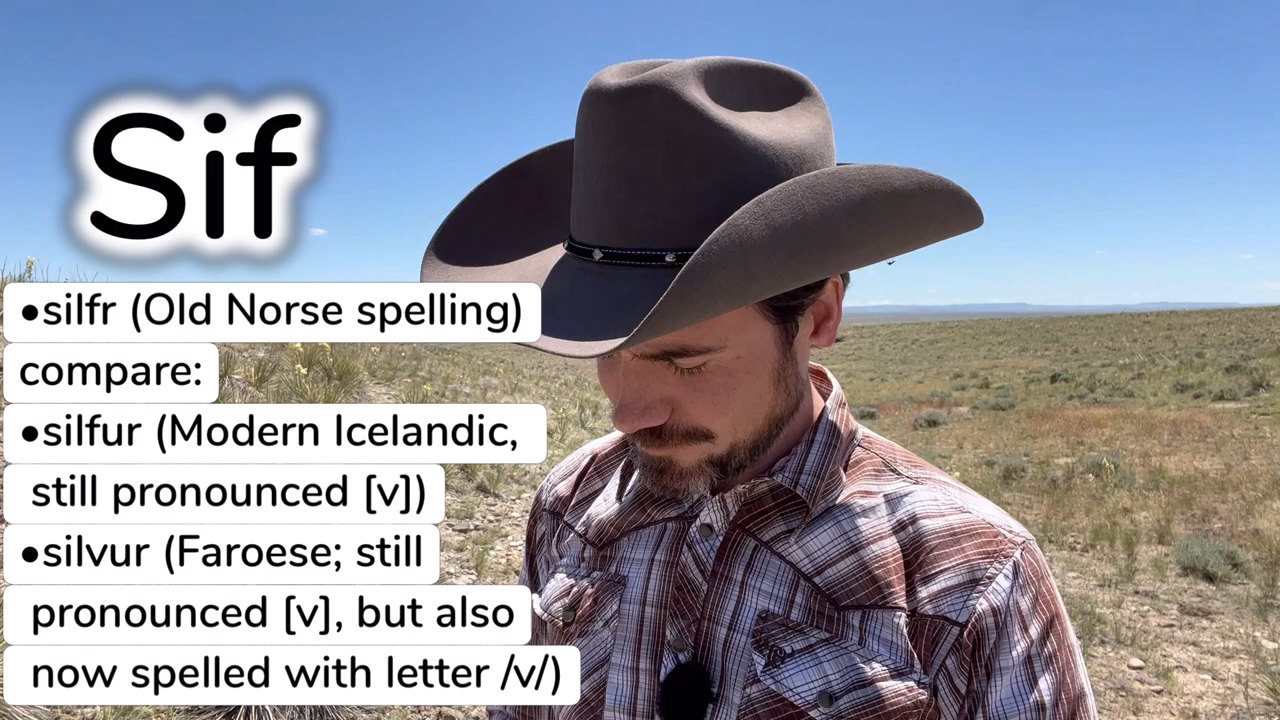 Sif
•silfr (Old Norse spelling)
compare:
•silfur (Modern Icelandic,
still pronounced [v])
•silvur (Faroese; still
pronounced [v], but also
now spelled with letter /v/)